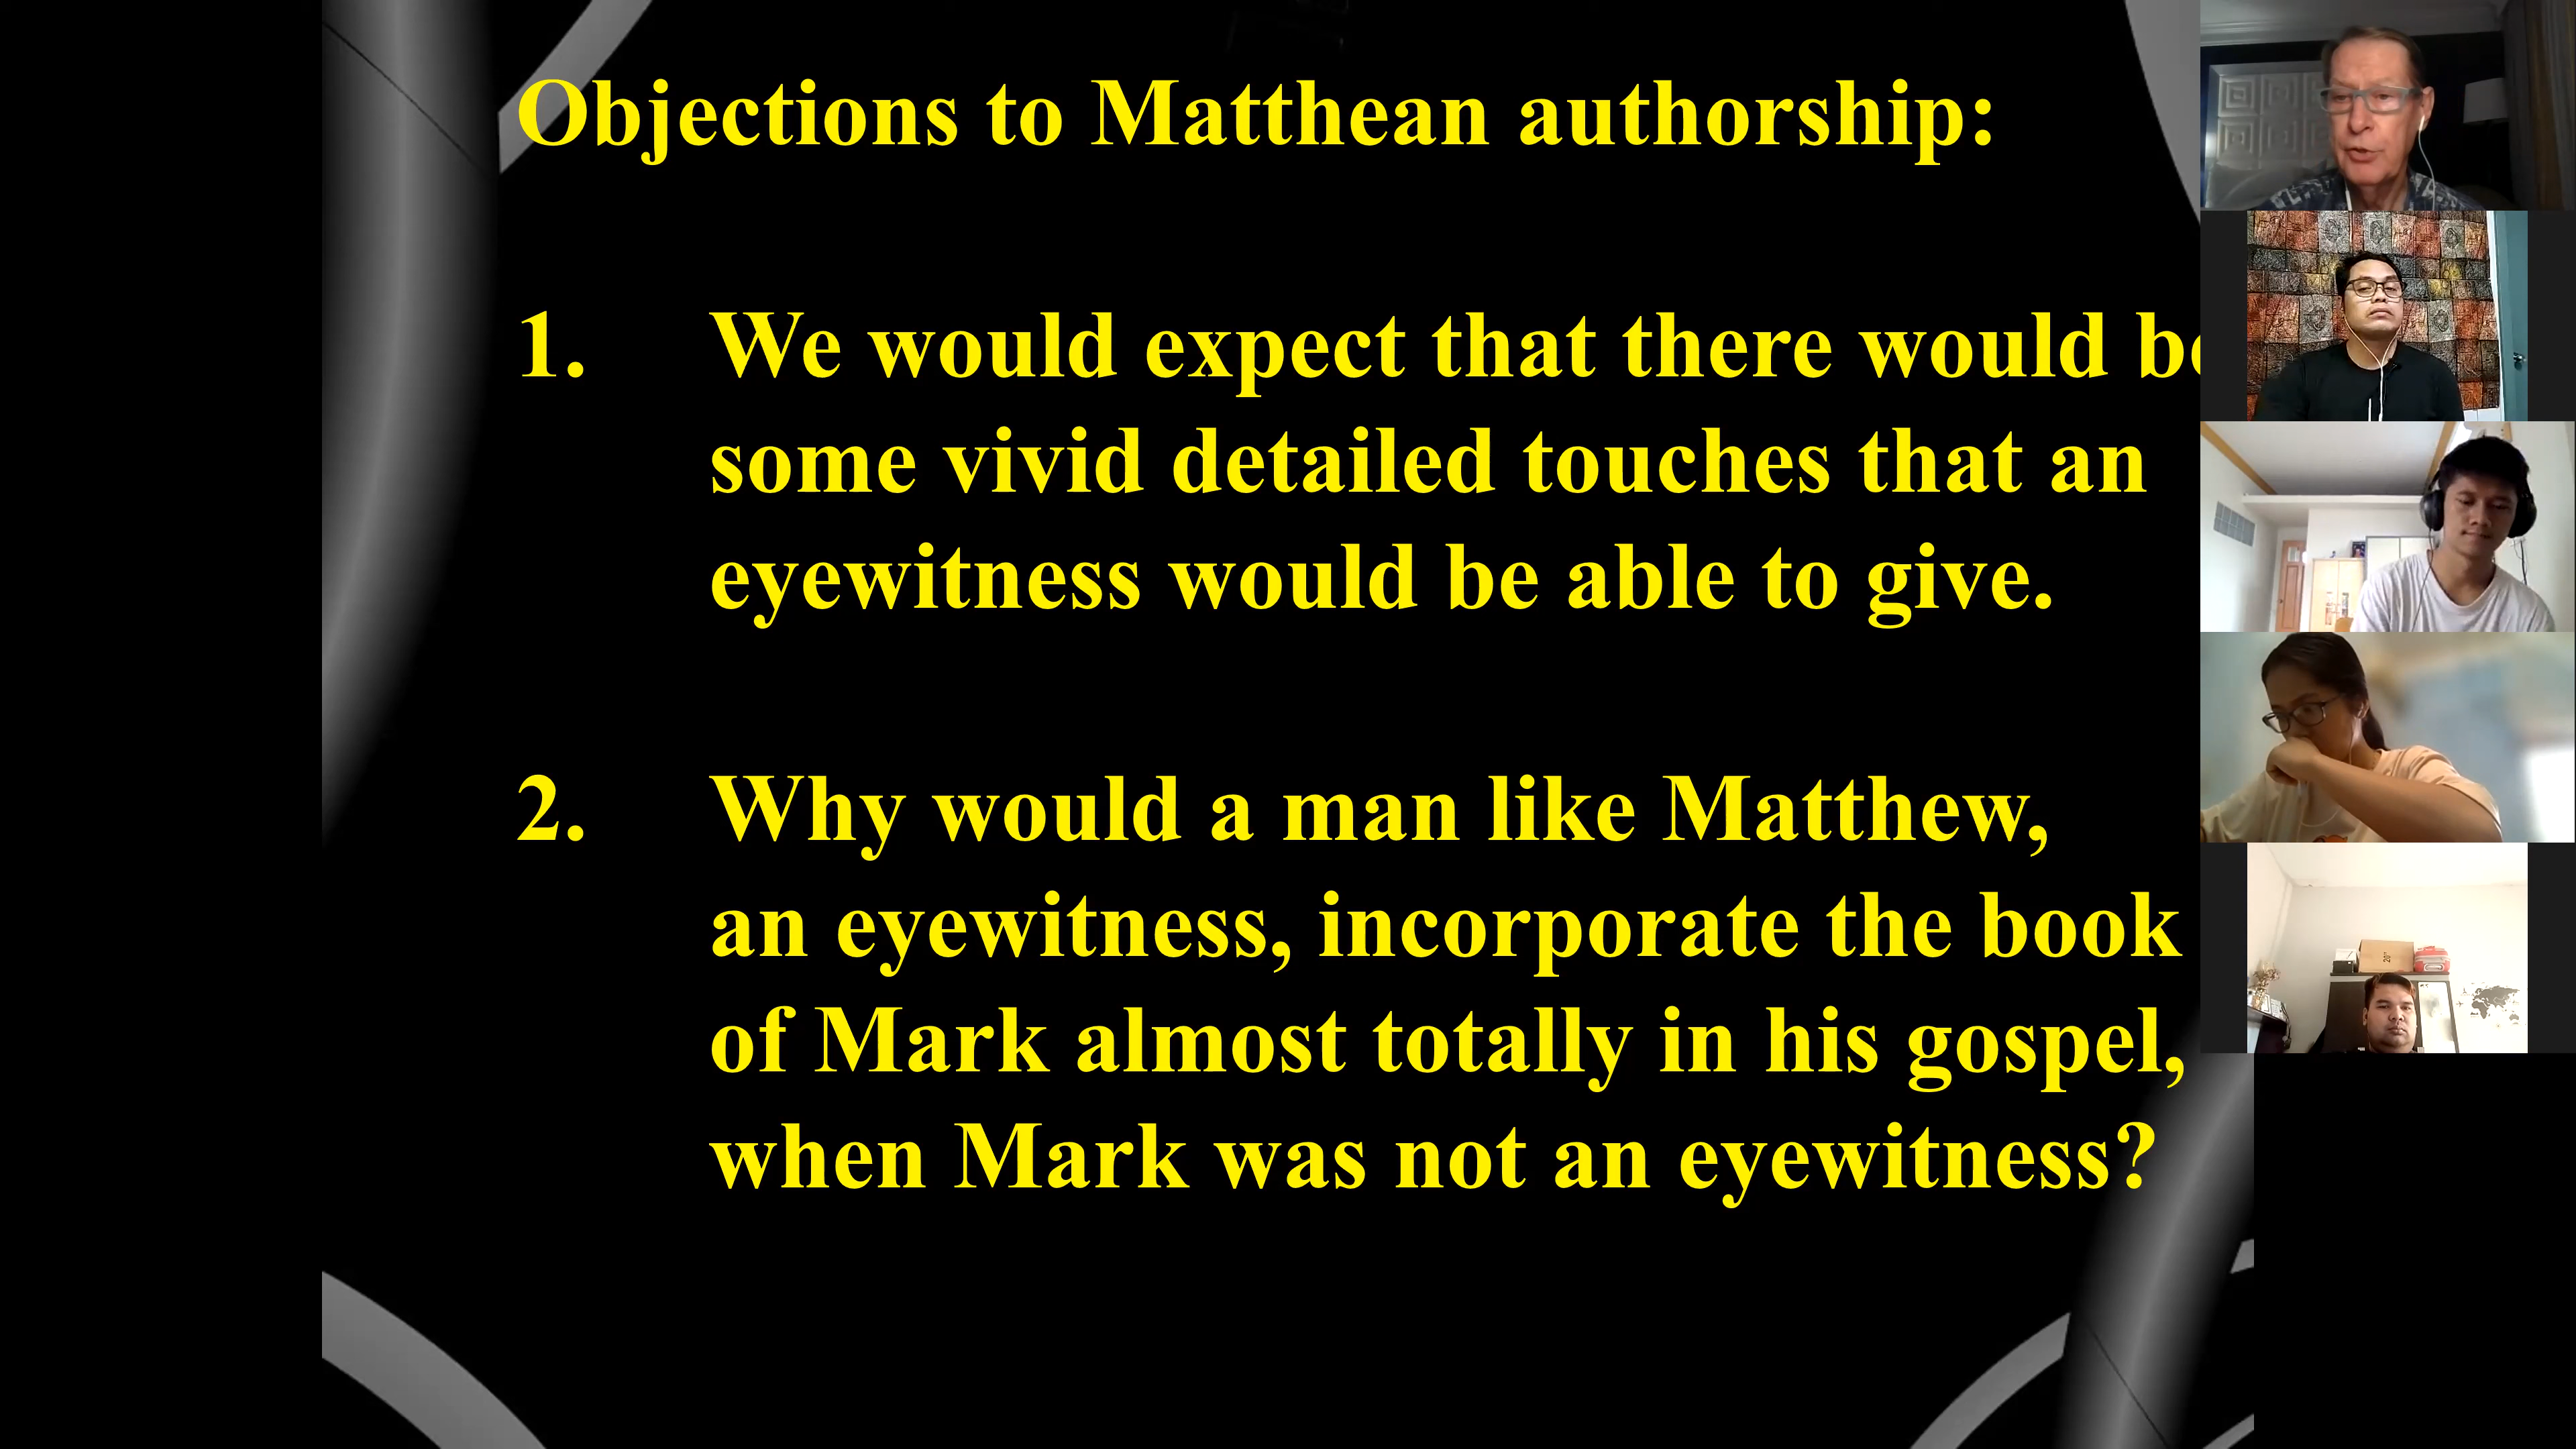 Objections to Matthean authorship:
1. We would expect that there would be
some vivid detailed touches that an
eyewitness would be able to give.
2. Why would a man like Matthew,
an eyewitness, incorporate the book
of Mark almost totally in his gospel,
when Mark was not an eyewitness?